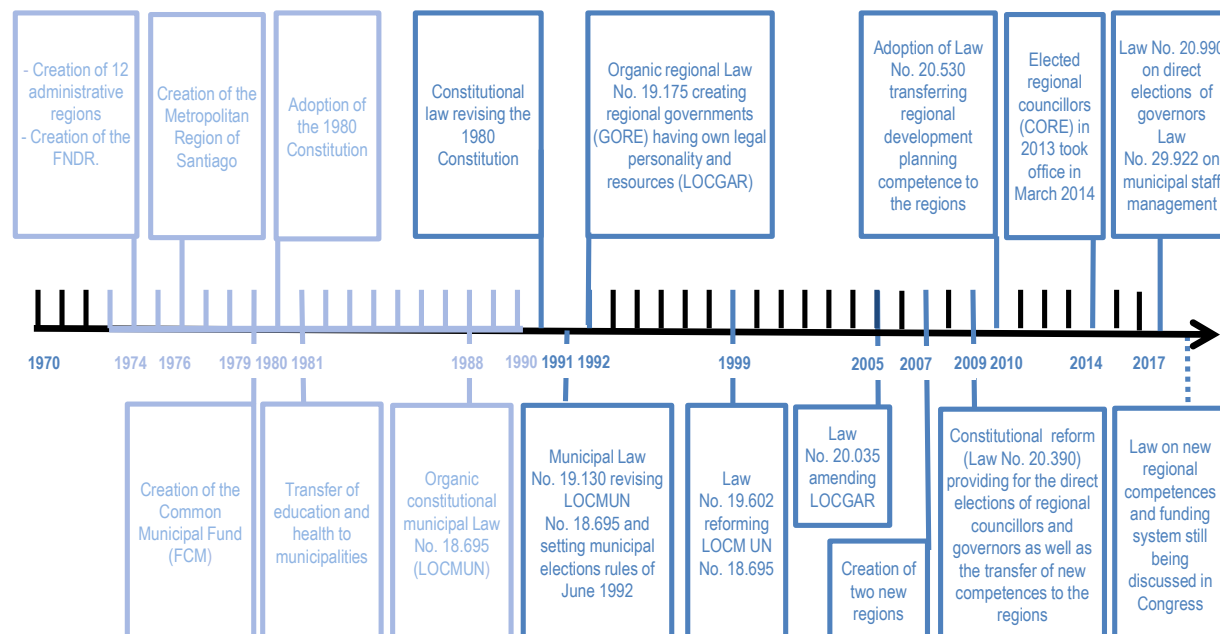 - Creation of 12
administrative
regions
- Creation of the
FNDR.
Creation of the
Metropolitan
Region of
Santiago
Adoption of
the 1980
Constitution
Constitutional
law revising the
1980
Constitution
Organic regional Law
No. 19.175 creating
regional governments
(GORE) having own legal
personality and
resources (LOCGAR)
Adoption of Law
No. 20.530
transferring
regional
development
planning
competence to
the regions
Elected
regional
councillors
(CORE) in
2013 took
office in
March 2014
Law No. 20.990
on direct
elections of
governors
Law
No. 29.922 on
municipal staff
management
1970
1974
1976
1979
1980
1981
1988
1990
1991
1992
1999
2005
2007
2009
2010
2014
2017
Creation of the
Common
Municipal Fund
(FCM)
Transfer of
education and
health to
municipalities
Organic
constitutional
municipal Law
No. 18.695
(LOCMUN)
Municipal Law
No. 19.130 revising
LOCMUN
No. 18.695 and
setting municipal
elections rules of
June 1992
Law
No. 19.602
reforming
LOCM UN
No. 18.695
Law
No. 20.035
amending
LOCGAR
Creation of
two new
regions
Constitutional reform
(Law No. 20.390)
providing for the direct
elections of regional
councillors and
governors as well as
the transfer of new
competences to the
regions
Law on new
regional
competences
and funding
system still
being
discussed in
Congress